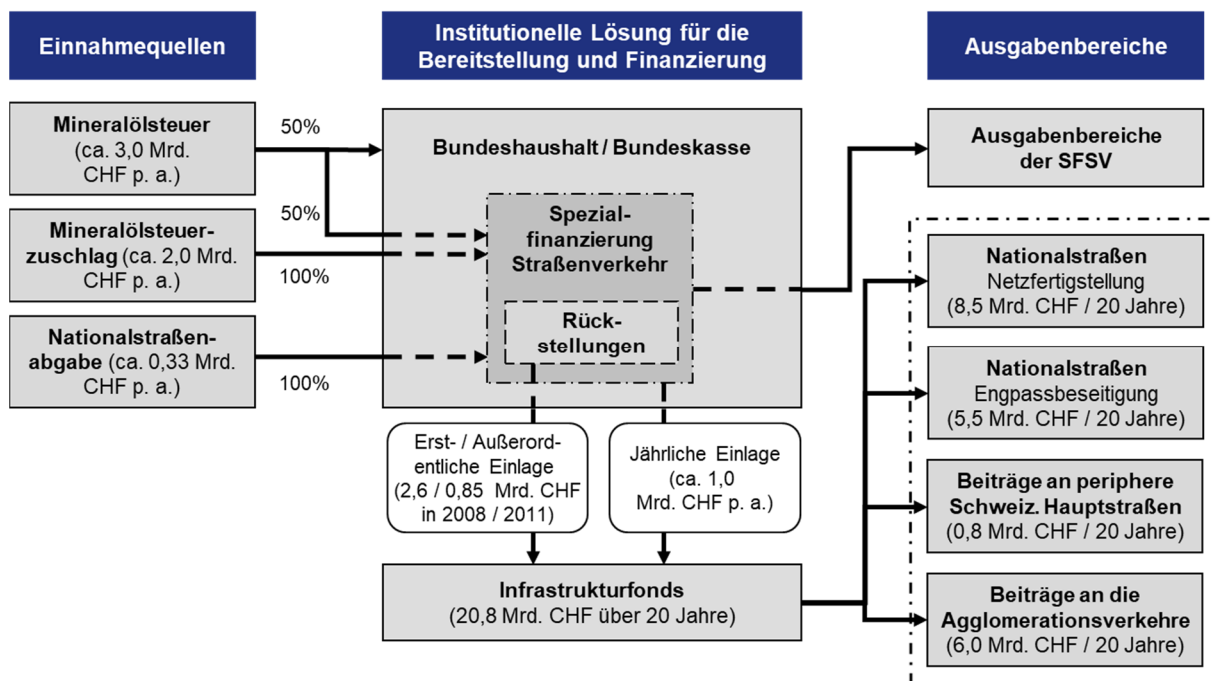 Einnahmequellen
Institutionelle Lösung für die
Bereitstellung und Finanzierung
Ausgabenbereiche
Mineralölsteuer
(ca. 3,0 Mrd.
CHF p. a.)
50%
50%
Mineralölsteuer-
zuschlag (ca. 2,0 Mrd.
CHF p. a.)
100%
Nationalstraßen-
abgabe (ca. 0,33 Mrd.
CHF p. a.)
100%
Bundeshaushalt / Bundeskasse
Spezial-
finanzierung
Straßenverkehr
Rück-
stellungen
Erst- / Außerord-
entliche Einlage
(2,6 / 0,85 Mrd. CHF
in 2008 / 2011)
Jährliche Einlage
(ca. 1,0
Mrd. CHF p. a.)
Infrastrukturfonds
(20,8 Mrd. CHF über 20 Jahre)
Ausgabenbereiche
der SFSV
Nationalstraßen
Netzfertigstellung
(8,5 Mrd. CHF / 20 Jahre)
Nationalstraßen
Engpassbeseitigung
(5,5 Mrd. CHF / 20 Jahre)
Beiträge an periphere
Schweiz. Hauptstraßen
(0,8 Mrd. CHF / 20 Jahre)
Beiträge an die
Agglomerationsverkehre
(6,0 Mrd. CHF / 20 Jahre)